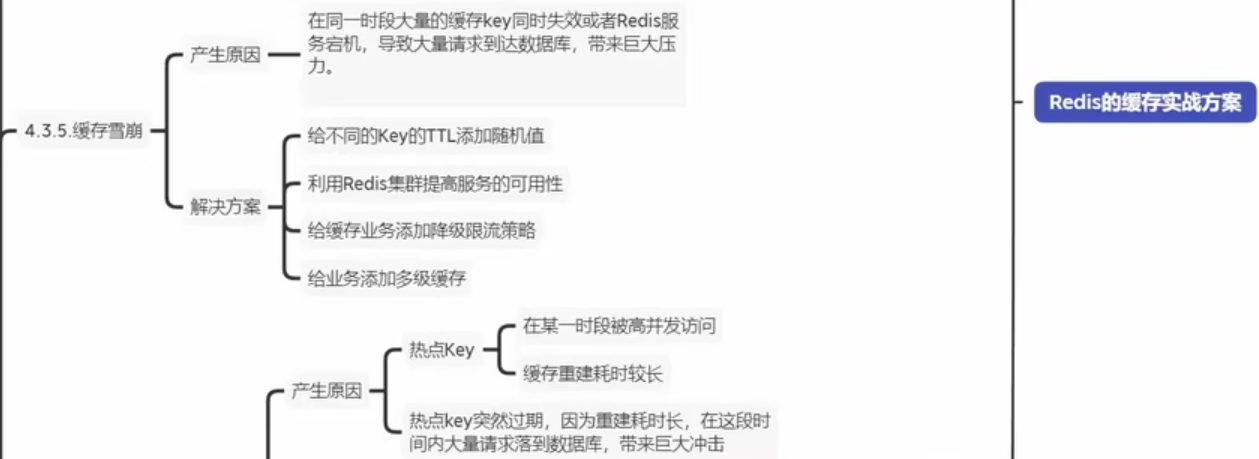 在同一时段大量的缓存key同时失效或者Redis服
务宕机，导致大量请求到达数据库，带来巨大压
力。
产生原因
4.3.5.缓存雪崩
解决方案
给不同的Key的TTL添加随机值
利用Redis集群提高服务的可用性
给缓存业务添加降级限流策略
给业务添加多级缓存
Redis的缓存实战方案
产生原因
热点Key
在某一时段被高并发访问
缓存重建耗时较长
热点key突然过期，因为重建耗时长，在这段时
间内大量请求落到数据库，带来巨大冲击